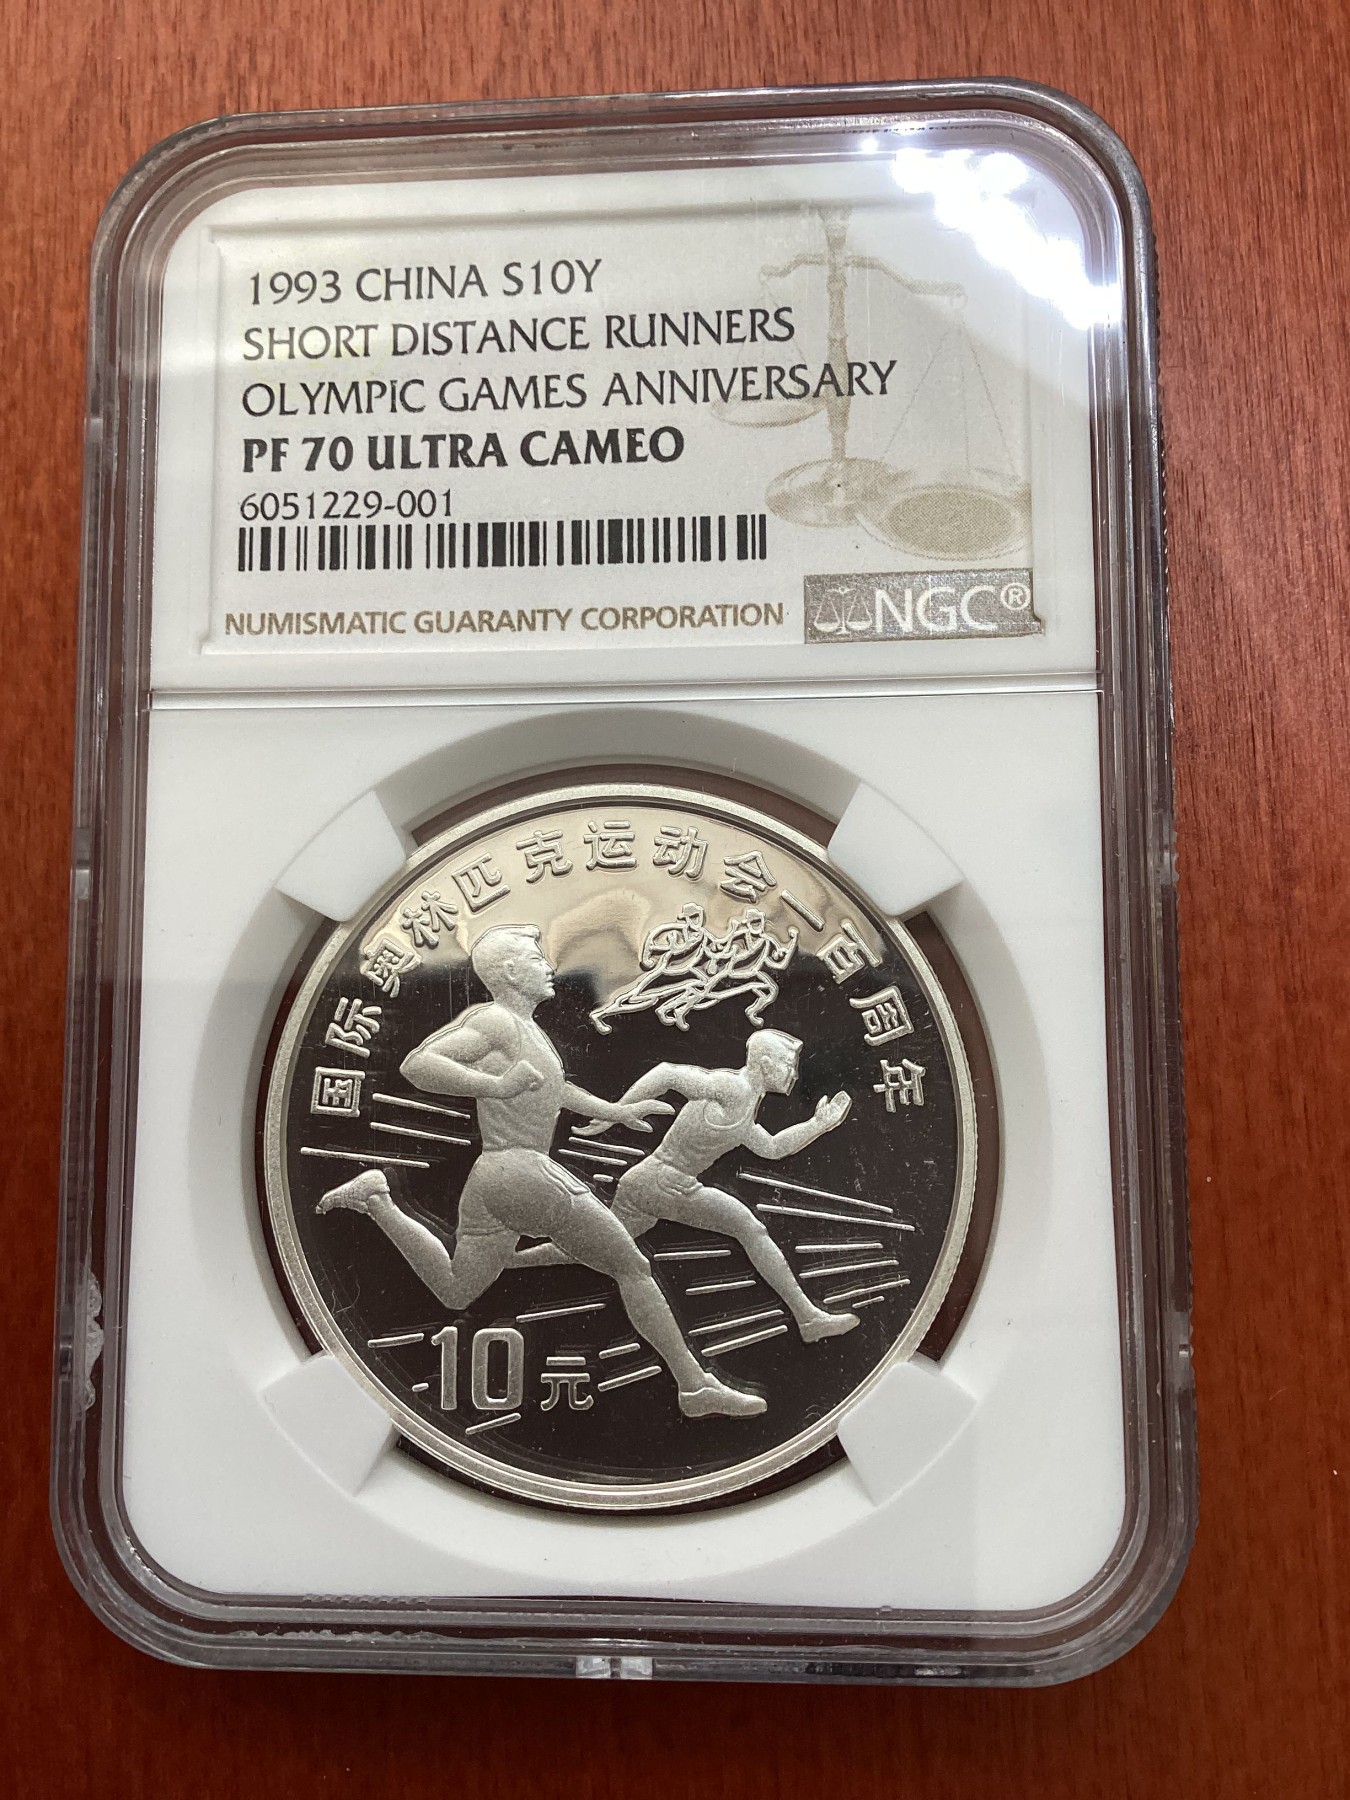 1993 CHINA S10Y
SHORT DISTANCE RUNNERS
OLYMPIC GAMES ANNIVERSARY
PF 70 ULTRA CAMEO
6051229-001
NUMISMATIC GUARANTY CORPORATION
NGC®
国际奥林匹克运动会一百周年
10元